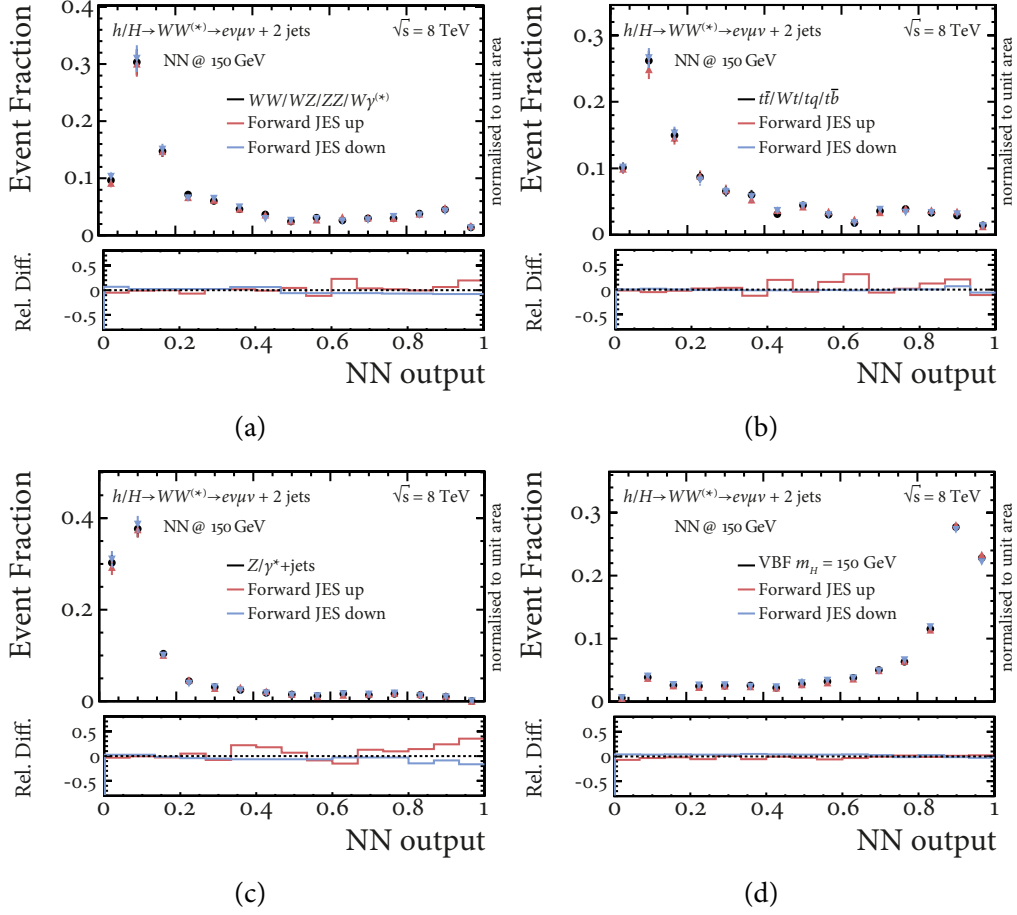 h/H→WW(*)→eνμν + 2 jets √s = 8 TeV
NN @ 150 GeV
WW/WZ/ZZ/Wγ(*)
Forward JES up
Forward JES down
Event Fraction
normalised to unit area
0.4
0.3
0.2
0.1
0
Rel. Diff.
0.5
0
-0.5
0 0.2 0.4 0.6 0.8 1
NN output
(a)
h/H→WW(*)→eνμν + 2 jets √s = 8 TeV
NN @ 150 GeV
tt̄/Wt/tq/tb̄
Forward JES up
Forward JES down
Event Fraction
normalised to unit area
0.3
0.2
0.1
0
Rel. Diff.
0.5
0
-0.5
0 0.2 0.4 0.6 0.8 1
NN output
(b)
h/H→WW(*)→eνμν + 2 jets √s = 8 TeV
NN @ 150 GeV
Z/γ*+jets
Forward JES up
Forward JES down
Event Fraction
normalised to unit area
0.4
0.2
0
Rel. Diff.
0.5
0
-0.5
0 0.2 0.4 0.6 0.8 1
NN output
(c)
h/H→WW(*)→eνμν + 2 jets √s = 8 TeV
NN @ 150 GeV
VBF mH = 150 GeV
Forward JES up
Forward JES down
Event Fraction
normalised to unit area
0.3
0.2
0.1
0
Rel. Diff.
0.5
0
-0.5
0 0.2 0.4 0.6 0.8 1
NN output
(d)